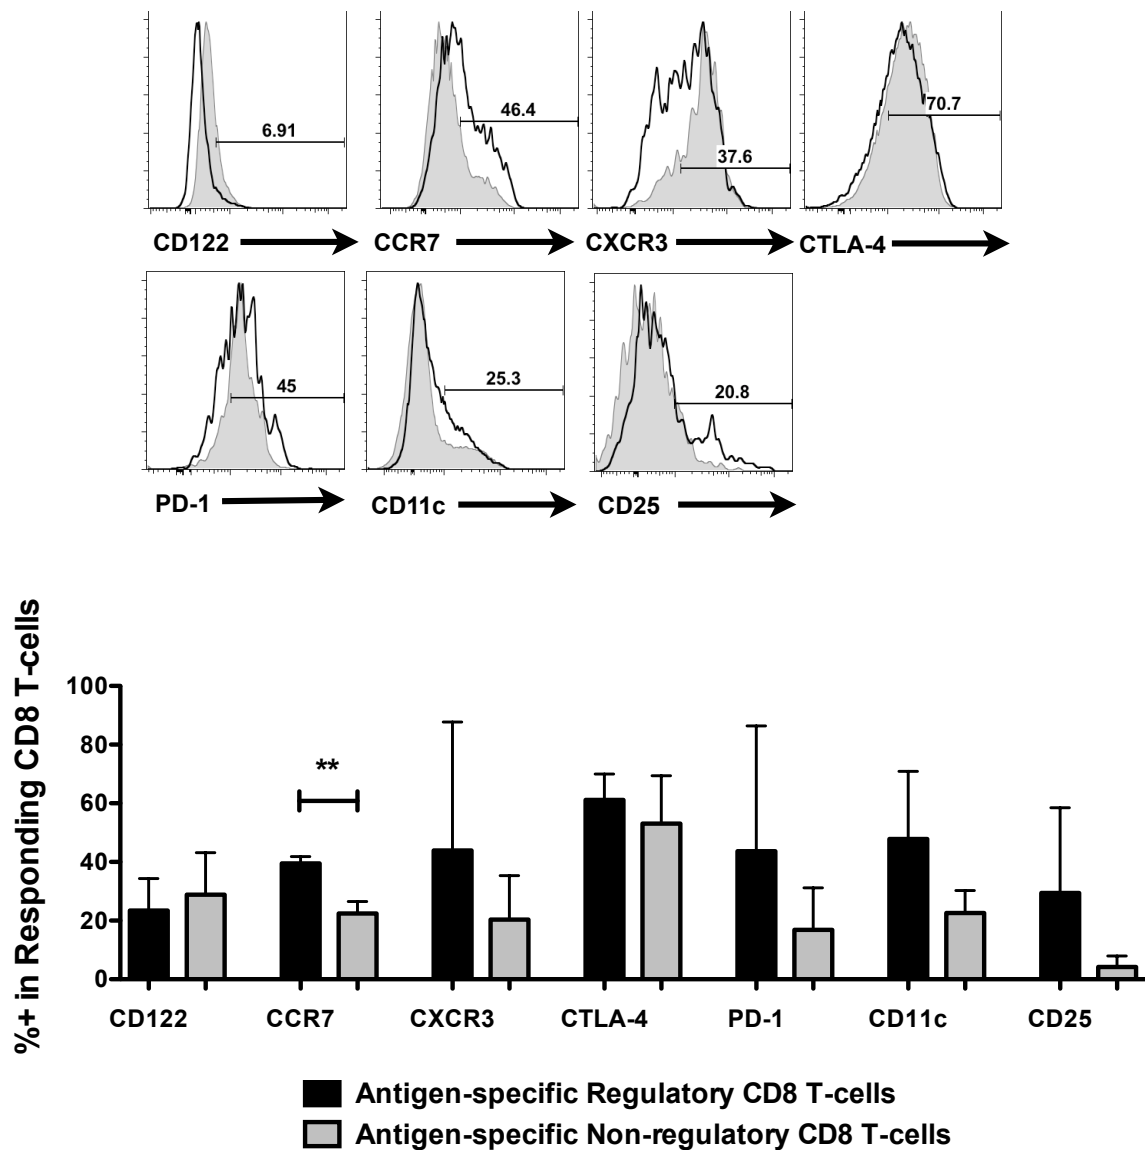 6.91
46.4
37.6
70.7
CD122
CCR7
CXCR3
CTLA-4
45
25.3
20.8
PD-1
CD11c
CD25
%+ in Responding CD8 T-cells
100
80
60
40
20
0
**
CD122
CCR7
CXCR3
CTLA-4
PD-1
CD11c
CD25
Antigen-specific Regulatory CD8 T-cells
Antigen-specific Non-regulatory CD8 T-cells